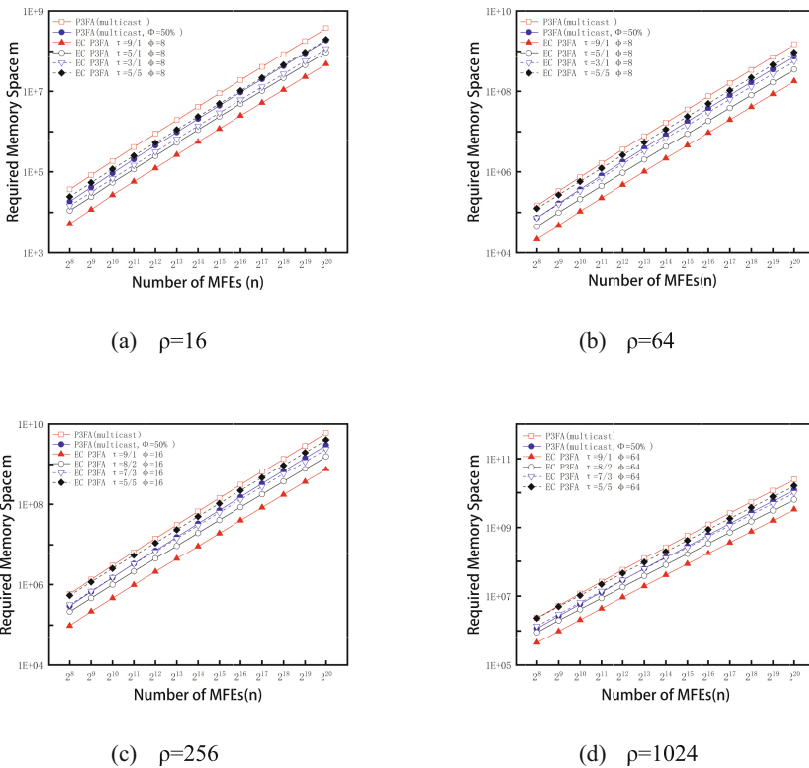 1E+9
1E+7
1E+5
1E+3
Required Memory Space m
P3FA(multicast)
P3FA(multicast,Φ=50%)
EC P3FA τ=9/1 ϕ=8
EC P3FA τ=5/1 ϕ=8
EC P3FA τ=3/1 ϕ=8
EC P3FA τ=5/5 ϕ=8
2^8 2^9 2^10 2^11 2^12 2^13 2^14 2^15 2^16 2^17 2^18 2^19 2^20
Number of MFEs (n)
(a) ρ=16
1E+10
1E+08
1E+06
1E+04
Required Memory Space m
P3FA(multicast)
P3FA(multicast,Φ=50%)
EC P3FA τ=9/1 ϕ=8
EC P3FA τ=5/1 ϕ=8
EC P3FA τ=3/1 ϕ=8
EC P3FA τ=5/5 ϕ=8
2^8 2^9 2^10 2^11 2^12 2^13 2^14 2^15 2^16 2^17 2^18 2^19 2^20
Number of MFEs(n)
(b) ρ=64
1E+10
1E+08
1E+06
1E+04
Required Memory Space m
P3FA(multicast)
P3FA(multicast,Φ=50%)
EC P3FA τ=9/1 ϕ=16
EC P3FA τ=8/2 ϕ=16
EC P3FA τ=7/3 ϕ=16
EC P3FA τ=5/5 ϕ=16
2^8 2^9 2^10 2^11 2^12 2^13 2^14 2^15 2^16 2^17 2^18 2^19 2^20
Number of MFEs(n)
(c) ρ=256
1E+11
1E+09
1E+07
1E+05
Required Memory Space m
P3FA(multicast
P3FA(multicast,Φ=50%)
EC P3FA τ=9/1 ϕ=64
EC P3FA τ=8/2 ϕ=64
EC P3FA τ=7/3 ϕ=64
EC P3FA τ=5/5 ϕ=64
2^8 2^9 2^10 2^11 2^12 2^13 2^14 2^15 2^16 2^17 2^18 2^19 2^20
Number of MFEs(n)
(d) ρ=1024